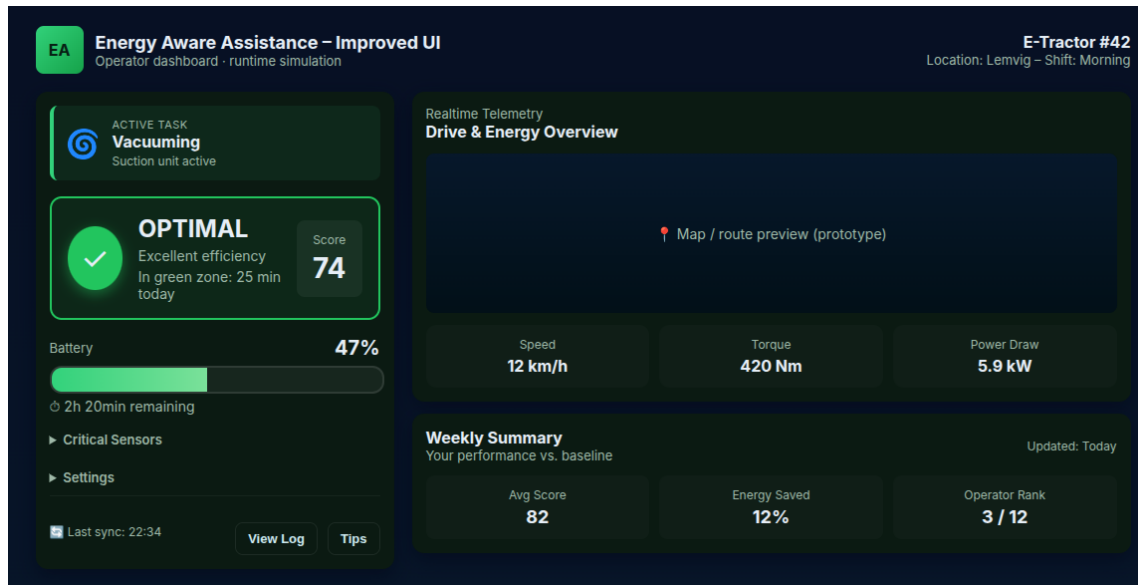 EA
Energy Aware Assistance – Improved UI
Operator dashboard · runtime simulation
E-Tractor #42
Location: Lemvig – Shift: Morning
ACTIVE TASK
Vacuuming
Suction unit active
OPTIMAL
Excellent efficiency
In green zone: 25 min
today
Score
74
Battery
47%
⏱ 2h 20min remaining
▶ Critical Sensors
▶ Settings
🔄 Last sync: 22:34
View Log
Tips
Realtime Telemetry
Drive & Energy Overview
📍 Map / route preview (prototype)
Speed
12 km/h
Torque
420 Nm
Power Draw
5.9 kW
Weekly Summary
Your performance vs. baseline
Updated: Today
Avg Score
82
Energy Saved
12%
Operator Rank
3 / 12